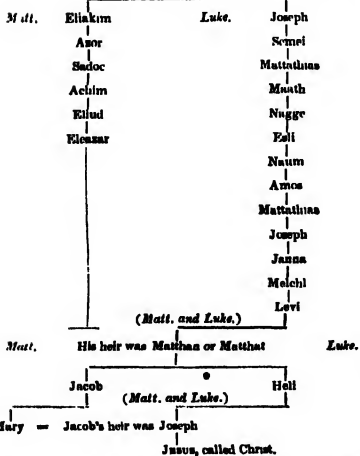 Matt. Eliakim Luke. Joseph
Azor Semei
Sadoc Mattathias
Achim Maath
Eliud Nagge
Eleazar Esli
Naum
Amos
Mattathias
Joseph
Janna
Melchi
Levi
(Matt. and Luke.)
Matt. His heir was Matthan or Matthat Luke.
Jacob Heli
(Matt. and Luke.)
Mary = Jacob's heir was Joseph
Jesus, called Christ.